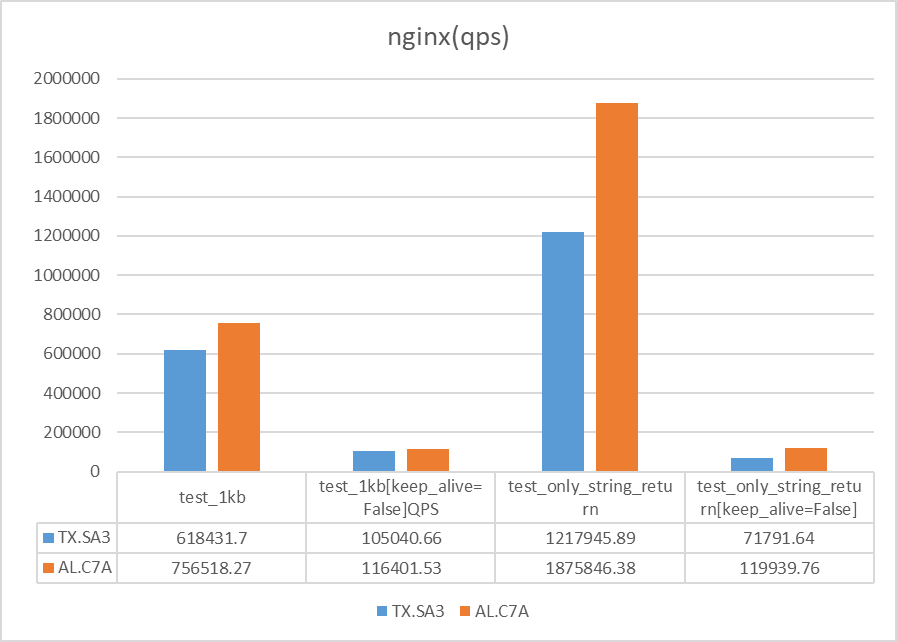 nginx(qps)
2000000
1800000
1600000
1400000
1200000
1000000
800000
600000
400000
200000
0
test_1kb
test_1kb[keep_alive=
False]QPS
test_only_string_retu
rn
test_only_string_retu
rn[keep_alive=False]
TX.SA3 618431.7 105040.66 1217945.89 71791.64
AL.C7A 756518.27 116401.53 1875846.38 119939.76
TX.SA3 AL.C7A